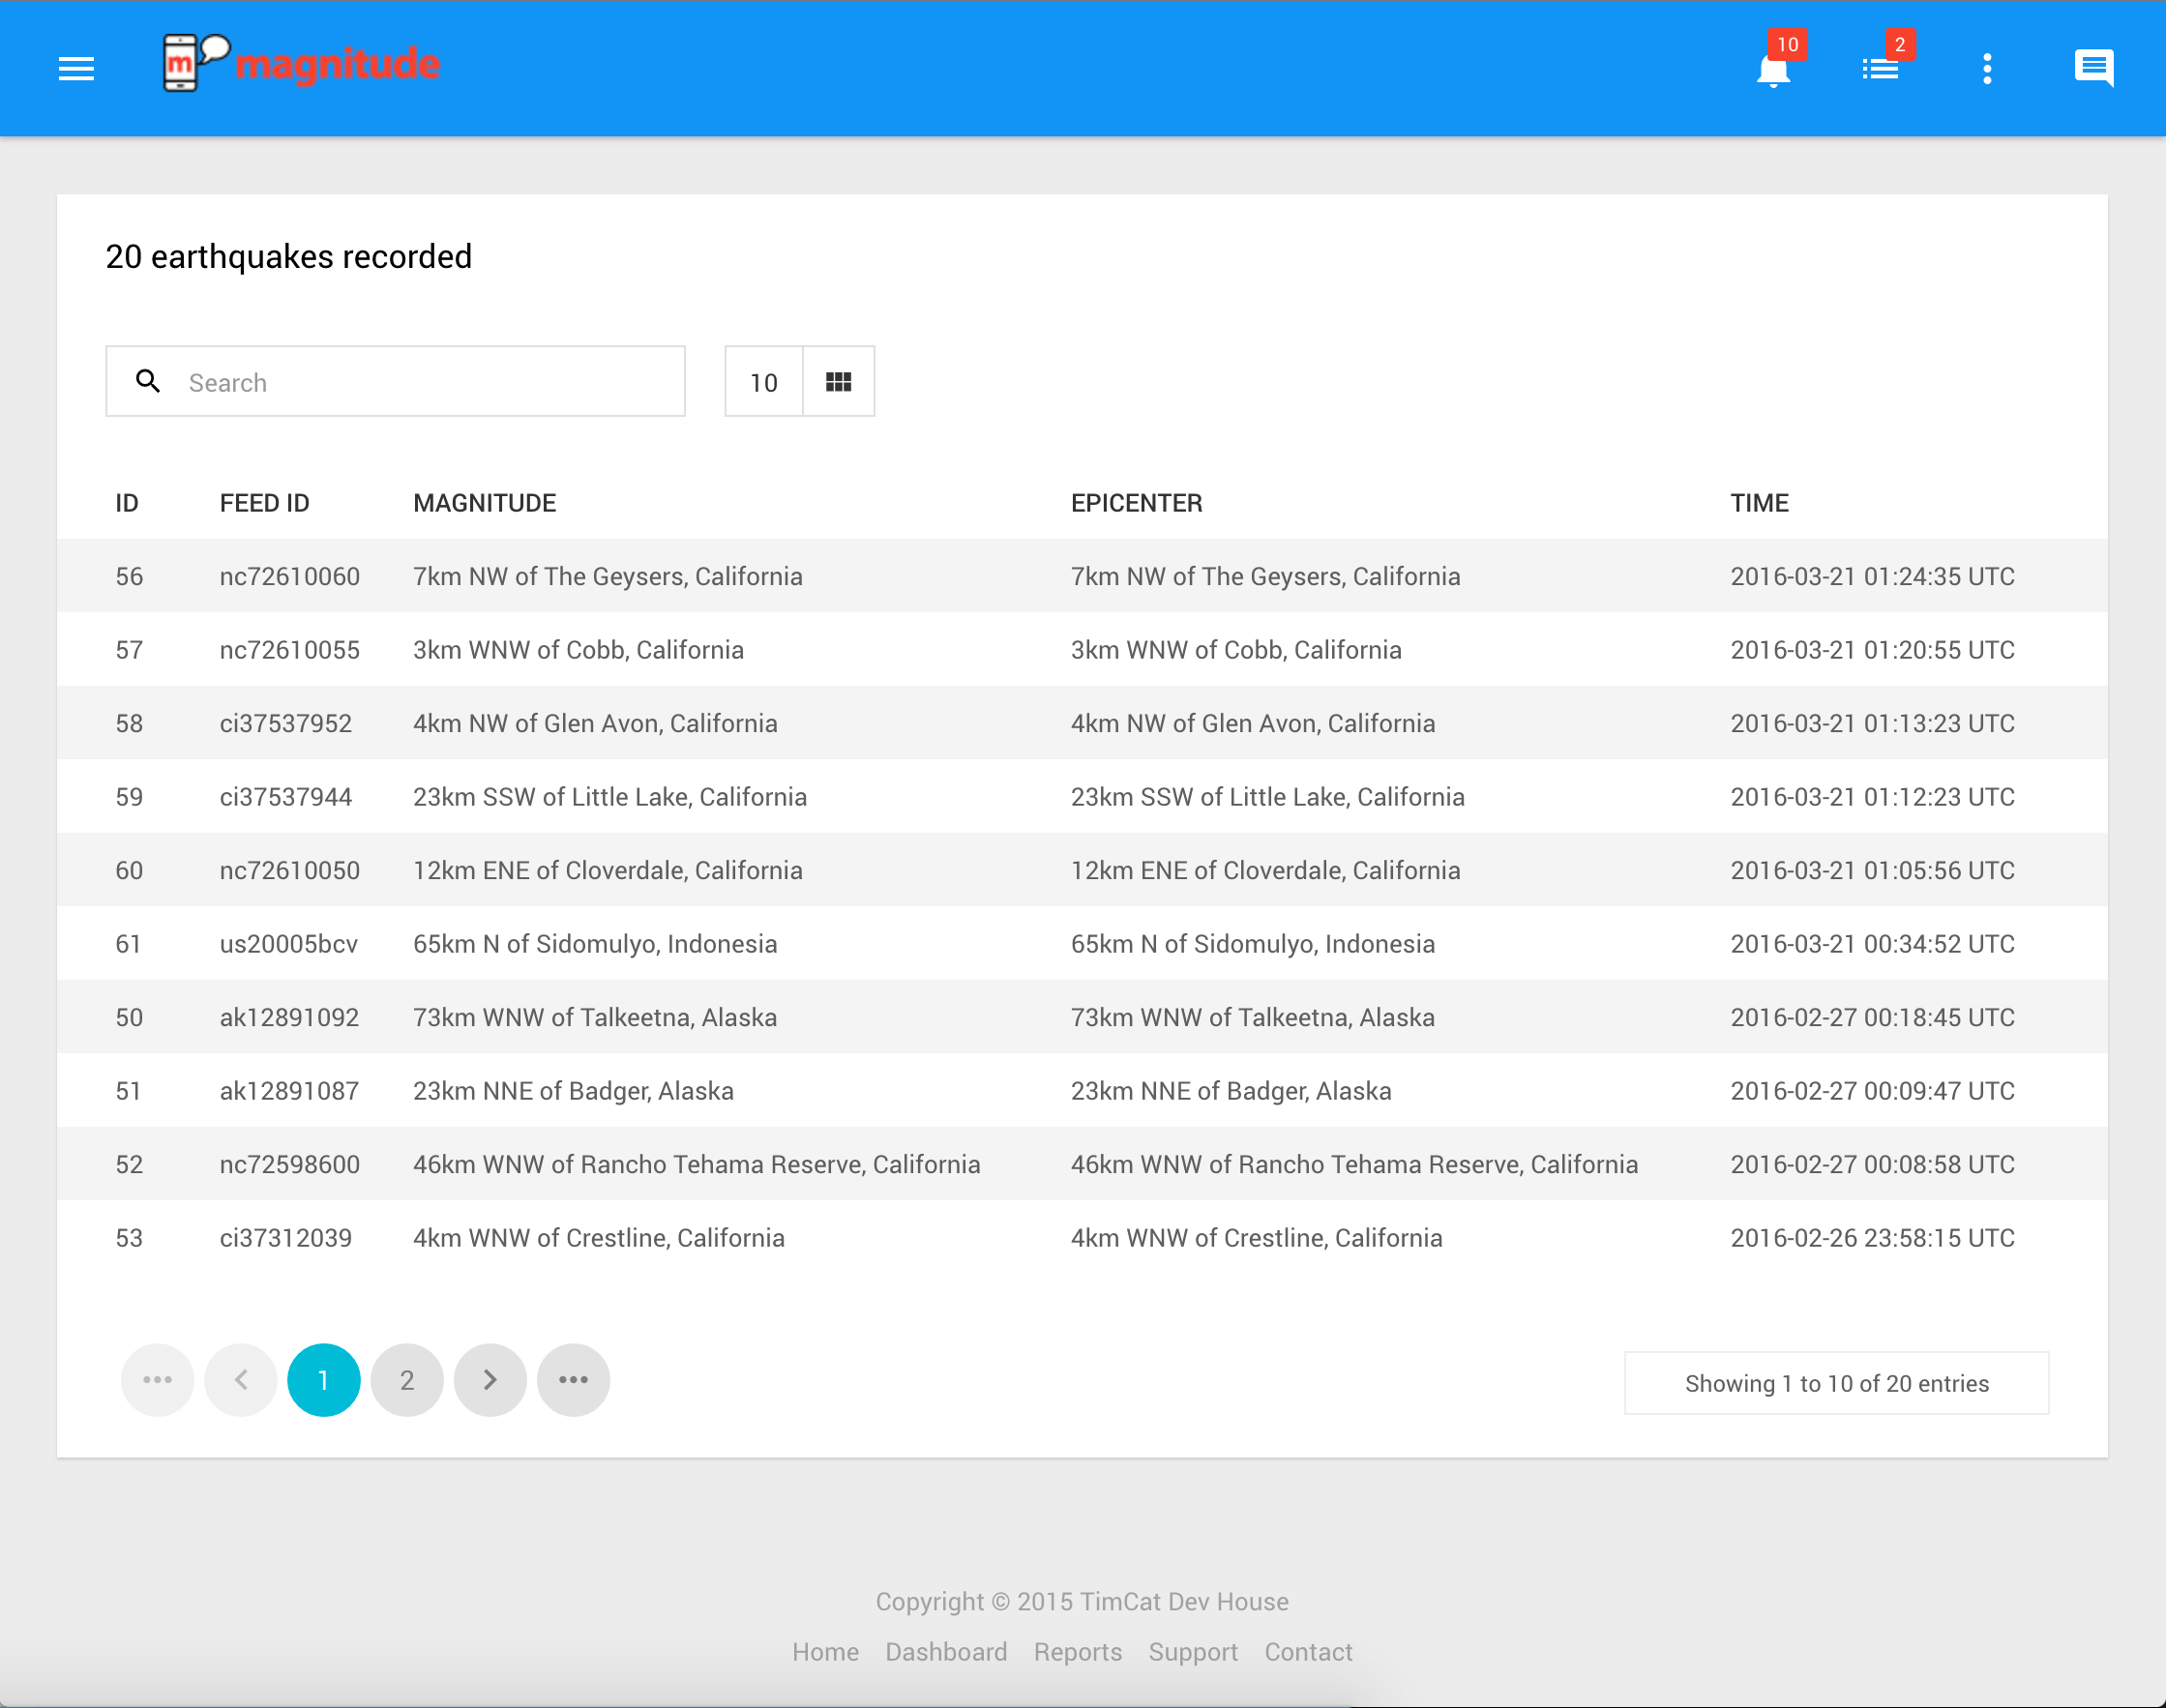 m magnitude 10 2
20 earthquakes recorded
Search 10
ID FEED ID MAGNITUDE EPICENTER TIME
56 nc72610060 7km NW of The Geysers, California 7km NW of The Geysers, California 2016-03-21 01:24:35 UTC
57 nc72610055 3km WNW of Cobb, California 3km WNW of Cobb, California 2016-03-21 01:20:55 UTC
58 ci37537952 4km NW of Glen Avon, California 4km NW of Glen Avon, California 2016-03-21 01:13:23 UTC
59 ci37537944 23km SSW of Little Lake, California 23km SSW of Little Lake, California 2016-03-21 01:12:23 UTC
60 nc72610050 12km ENE of Cloverdale, California 12km ENE of Cloverdale, California 2016-03-21 01:05:56 UTC
61 us20005bcv 65km N of Sidomulyo, Indonesia 65km N of Sidomulyo, Indonesia 2016-03-21 00:34:52 UTC
50 ak12891092 73km WNW of Talkeetna, Alaska 73km WNW of Talkeetna, Alaska 2016-02-27 00:18:45 UTC
51 ak12891087 23km NNE of Badger, Alaska 23km NNE of Badger, Alaska 2016-02-27 00:09:47 UTC
52 nc72598600 46km WNW of Rancho Tehama Reserve, California 46km WNW of Rancho Tehama Reserve, California 2016-02-27 00:08:58 UTC
53 ci37312039 4km WNW of Crestline, California 4km WNW of Crestline, California 2016-02-26 23:58:15 UTC
1 2 Showing 1 to 10 of 20 entries
Copyright © 2015 TimCat Dev House
Home Dashboard Reports Support Contact